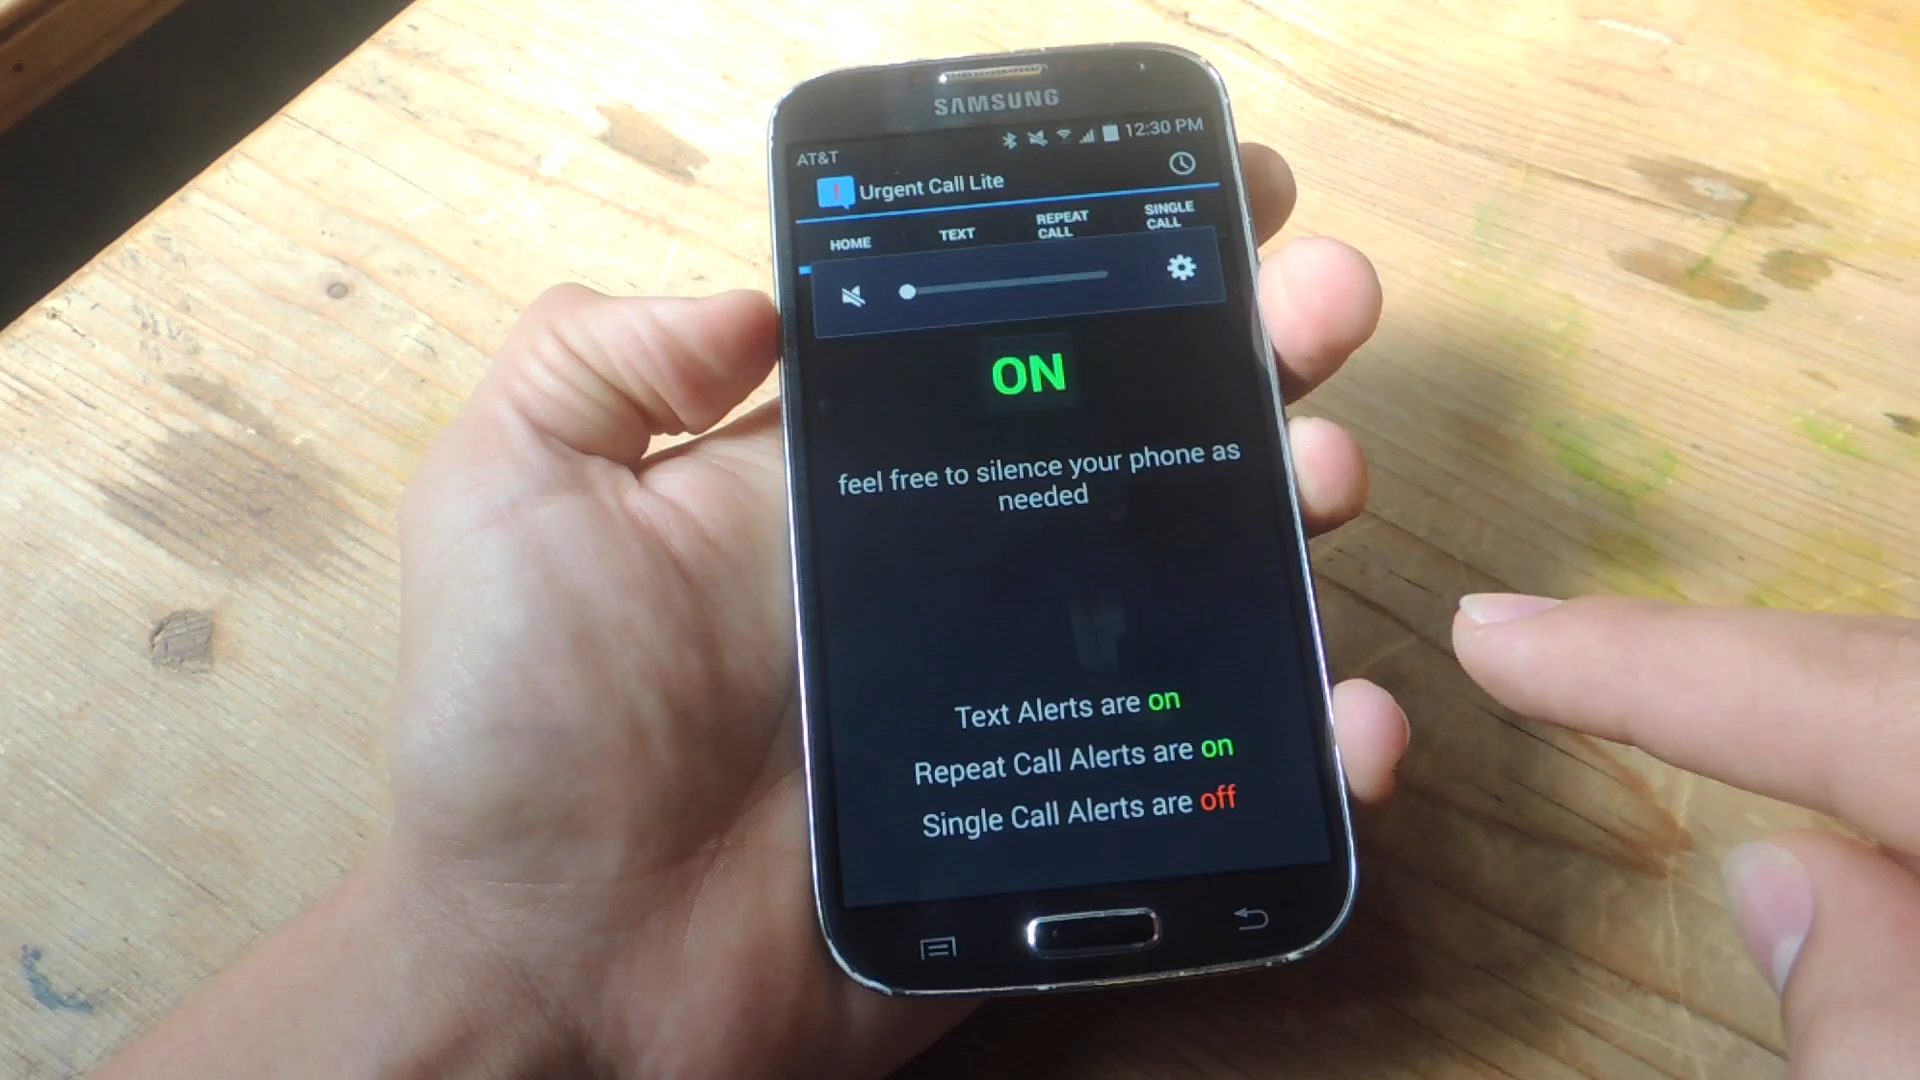 SAMSUNG
AT&T
12:30 PM
Urgent Call Lite
HOME
TEXT
REPEAT
CALL
SINGLE
CALL
ON
feel free to silence your phone as
needed
Text Alerts are on
Repeat Call Alerts are on
Single Call Alerts are off